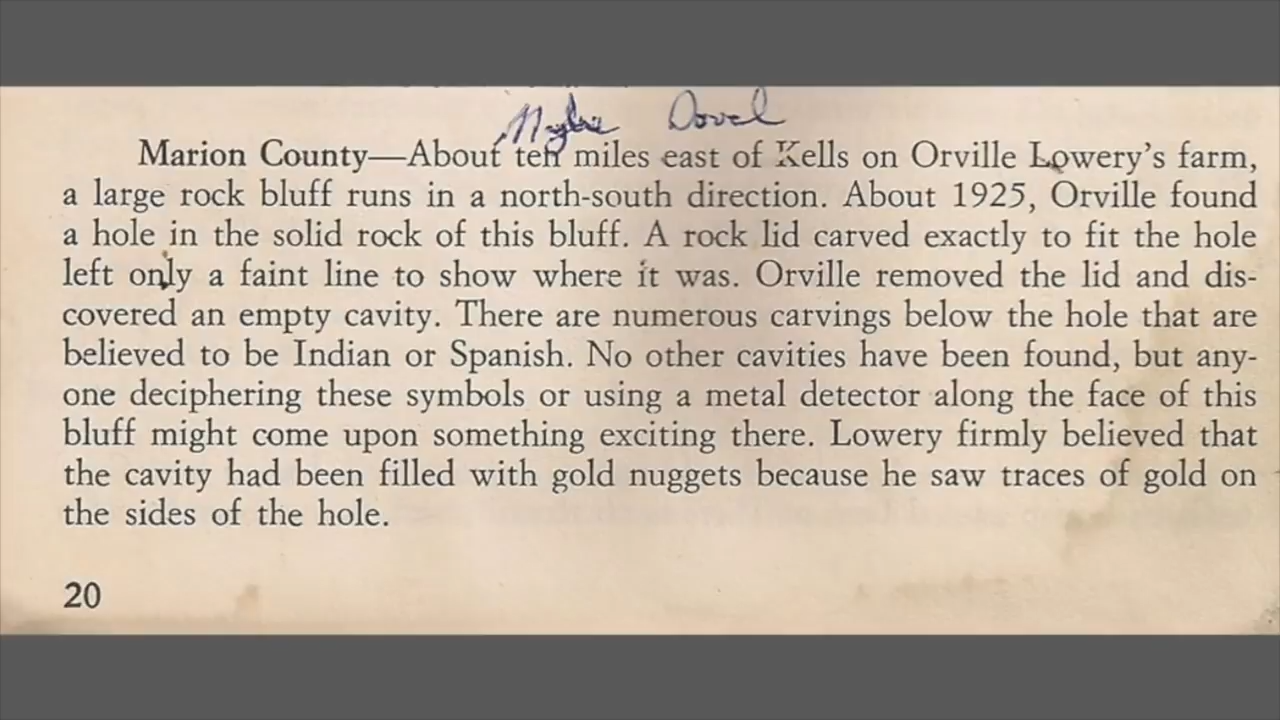 Doval
Marion County—About ten miles east of Kells on Orville Lowery's farm,
a large rock bluff runs in a north-south direction. About 1925, Orville found
a hole in the solid rock of this bluff. A rock lid carved exactly to fit the hole
left only a faint line to show where it was. Orville removed the lid and dis-
covered an empty cavity. There are numerous carvings below the hole that are
believed to be Indian or Spanish. No other cavities have been found, but any-
one deciphering these symbols or using a metal detector along the face of this
bluff might come upon something exciting there. Lowery firmly believed that
the cavity had been filled with gold nuggets because he saw traces of gold on
the sides of the hole.
20